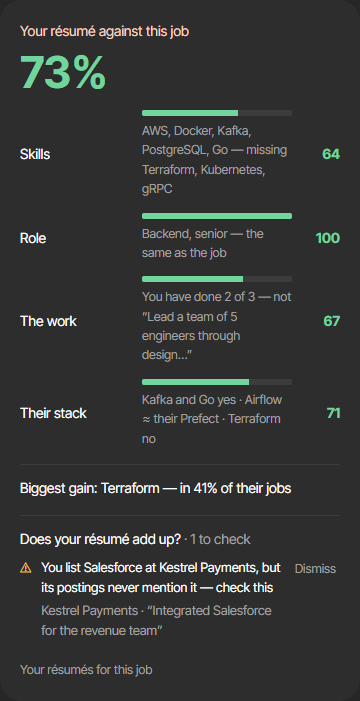 Your résumé against this job
73%
AWS, Docker, Kafka,
PostgreSQL, Go — missing
Skills
64
Terraform, Kubernetes,
gRPC
Role
Backend, senior — the
same as the job
100
You have done 2 of 3 — not
The work
"Lead a team of 5
67
engineers through
design…"
Kafka and Go yes · Airflow
Their stack
≈ their Prefect · Terraform
71
no
Biggest gain: Terraform — in 41% of their jobs
Does your résumé add up? · 1 to check
You list Salesforce at Kestrel Payments, but
Dismiss
its postings never mention it — check this
Kestrel Payments · "Integrated Salesforce
for the revenue team"
Your résumés for this job